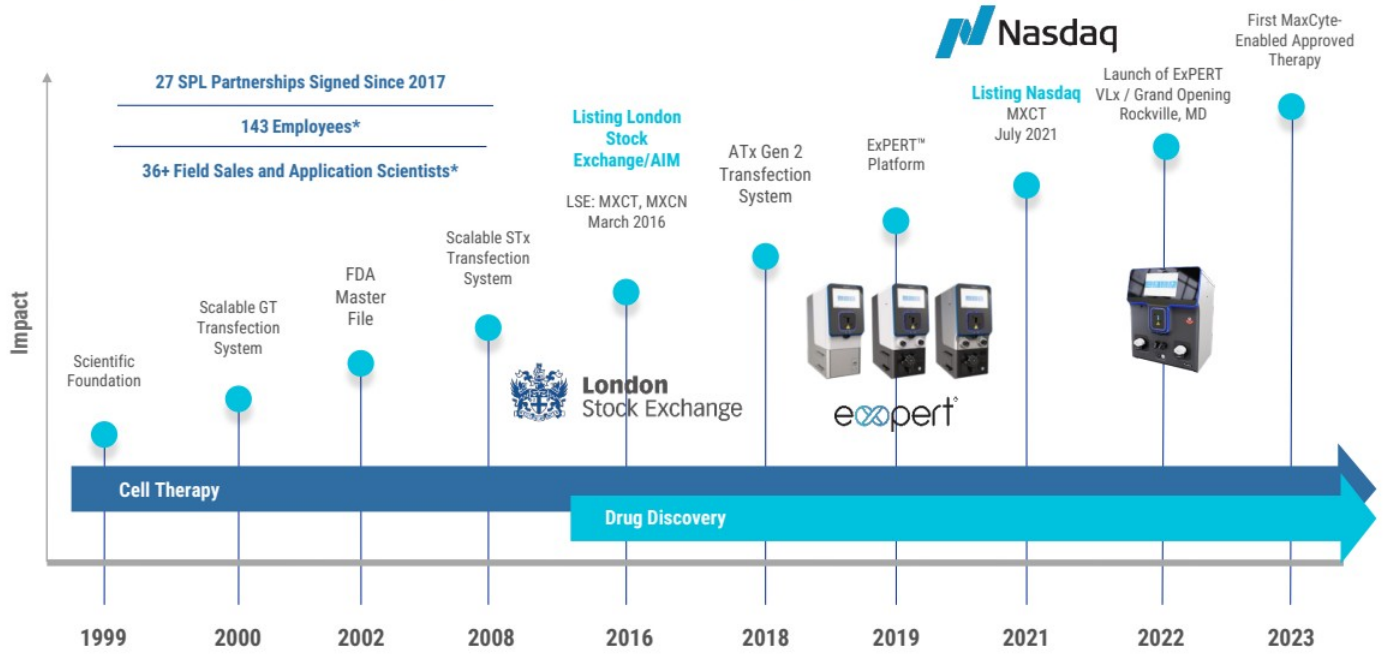 Nasdaq
27 SPL Partnerships Signed Since 2017
143 Employees*
36+ Field Sales and Application Scientists*
Impact
Scientific
Foundation
Scalable GT
Transfection
System
FDA
Master
File
Scalable STx
Transfection
System
Listing London
Stock
Exchange/AIM
LSE: MXCT, MXCN
March 2016
London
Stock Exchange
ATx Gen 2
Transfection
System
ExPERT™
Platform
expert
Listing Nasdaq
MXCT
July 2021
Launch of ExPERT
VLx / Grand Opening
Rockville, MD
First MaxCyte-
Enabled Approved
Therapy
Cell Therapy
Drug Discovery
1999
2000
2002
2008
2016
2018
2019
2021
2022
2023